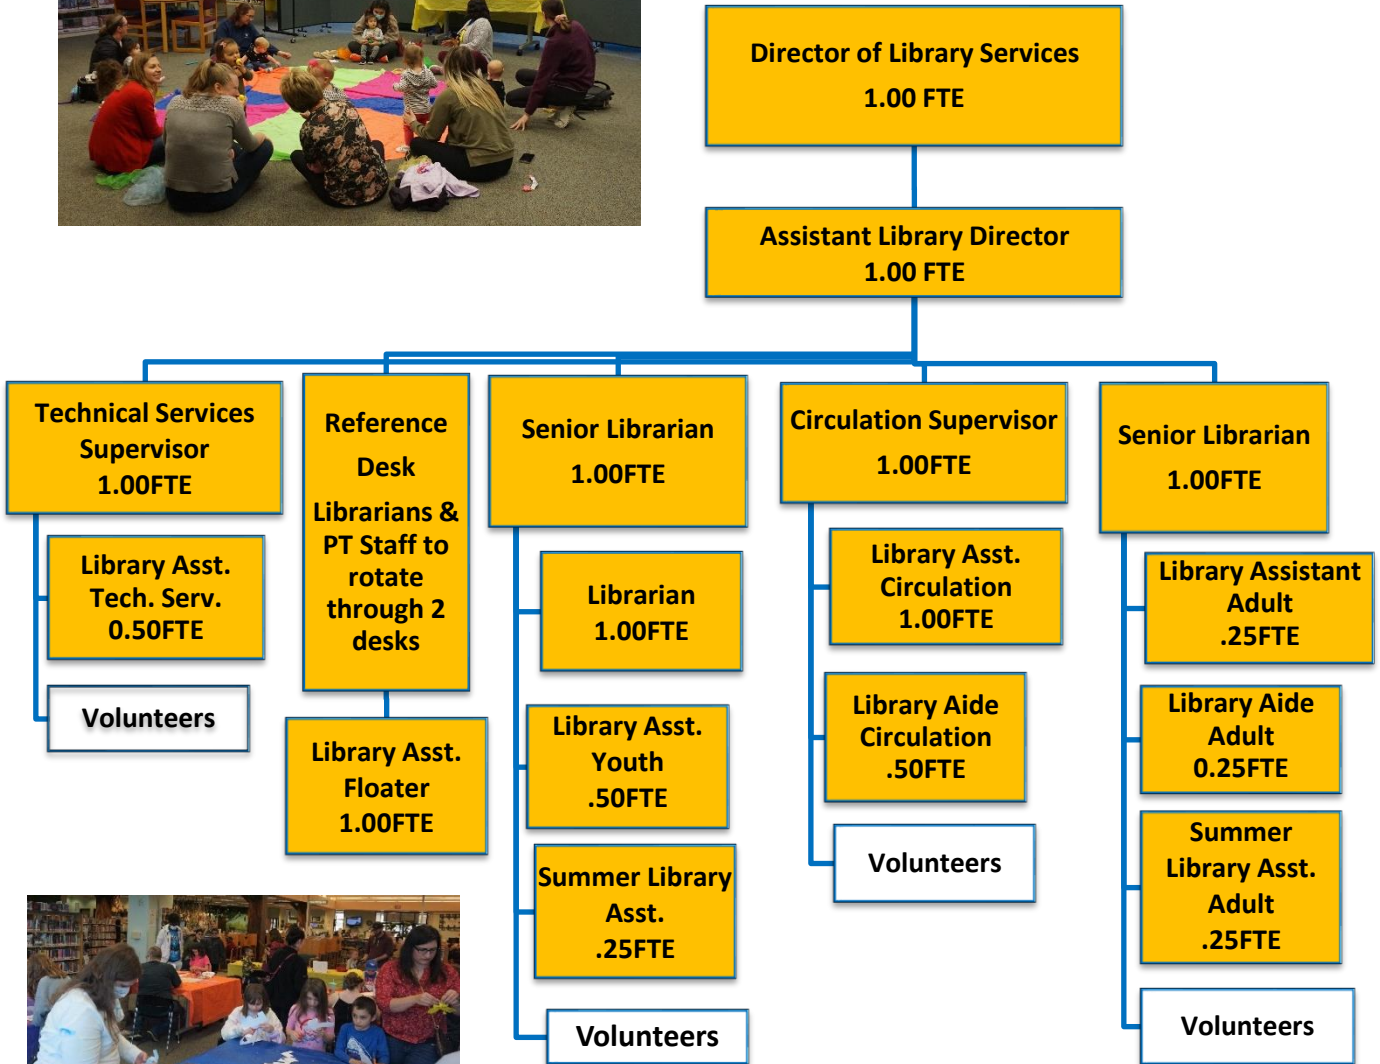 Director of Library Services
1.00 FTE
Assistant Library Director
1.00 FTE
Technical Services
Supervisor
1.00FTE
Library Asst.
Tech. Serv.
0.50FTE
Volunteers
Reference
Desk
Librarians &
PT Staff to
rotate
through 2
desks
Library Asst.
Floater
1.00FTE
Senior Librarian
1.00FTE
Librarian
1.00FTE
Library Asst.
Youth
.50FTE
Summer Library
Asst.
.25FTE
Volunteers
Circulation Supervisor
1.00FTE
Library Asst.
Circulation
1.00FTE
Library Aide
Circulation
.50FTE
Volunteers
Senior Librarian
1.00FTE
Library Assistant
Adult
.25FTE
Library Aide
Adult
0.25FTE
Summer
Library Asst.
Adult
.25FTE
Volunteers